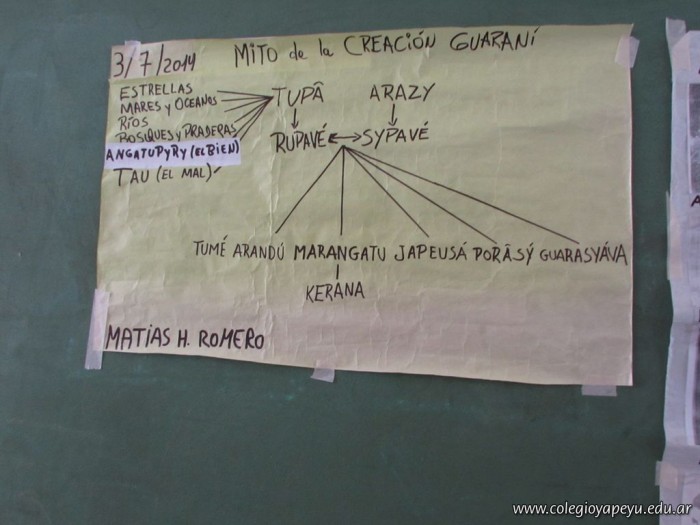 3/7/2014
MITO de la CREACIÓN GUARANÍ
ESTRELLAS
MARES y OCEANOS
RÍOS
BOSQUES y PRADERAS
ANGATUPYRY (EL BIEN)
TAU (EL MAL)
TUPÃ ARAZY
RUPAVÉ SYPAVÉ
TUMÉ ARANDÚ MARANGATU JAPEUSÁ PORÃSÝ GUARASYÁVA
KERANA
MATÍAS H. ROMERO
www.colegioyapeyu.edu.ar